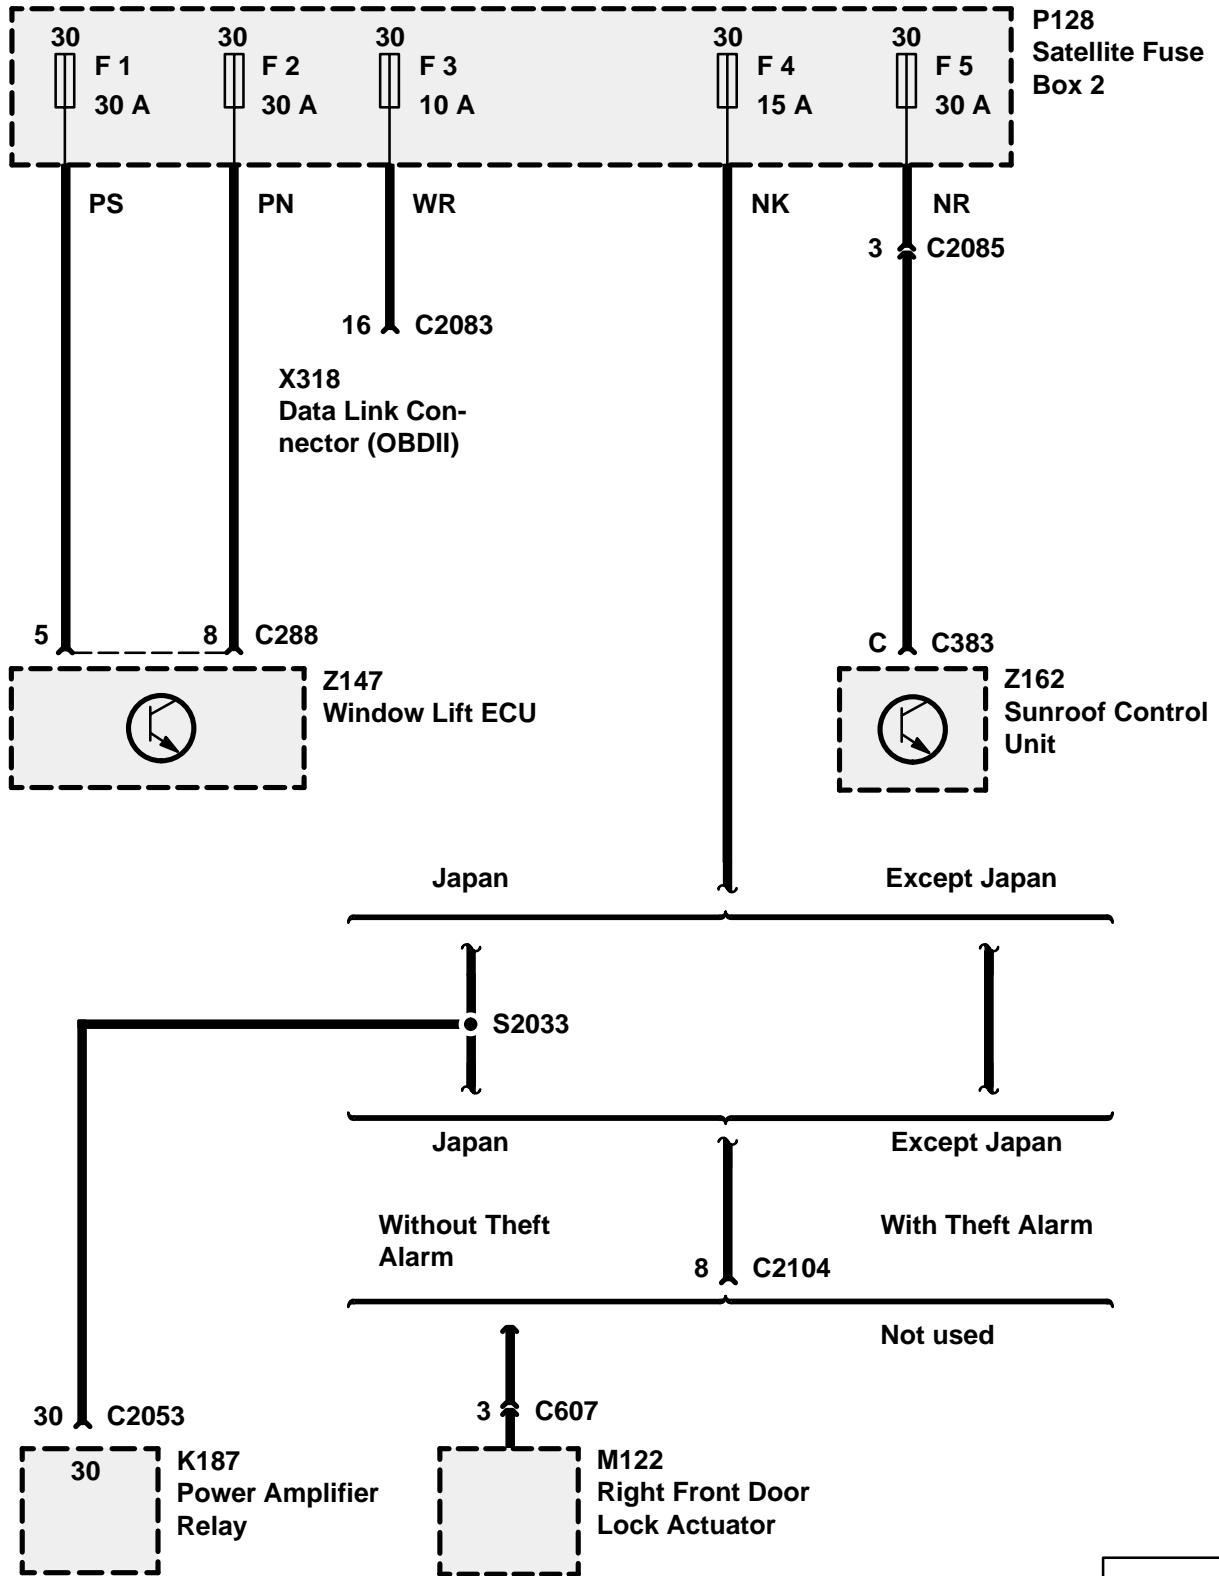 P128
Satellite Fuse
Box 2
30
F 1
30 A
30
F 2
30 A
30
F 3
10 A
30
F 4
15 A
30
F 5
30 A
PS
PN
WR
NK
NR
3 C2085
16 C2083
X318
Data Link Con-
nector (OBDII)
5
8 C288
Z147
Window Lift ECU
C C383
Z162
Sunroof Control
Unit
Japan
Except Japan
S2033
Japan
Except Japan
Without Theft
Alarm
With Theft Alarm
8 C2104
Not used
30 C2053
30
K187
Power Amplifier
Relay
3 C607
M122
Right Front Door
Lock Actuator